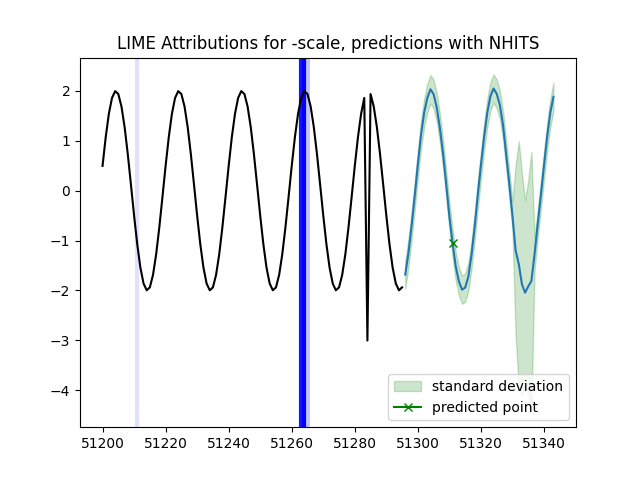 LIME Attributions for -scale, predictions with NHITS
2
1
0
−1
−2
−3
−4
standard deviation
predicted point
51200 51220 51240 51260 51280 51300 51320 51340